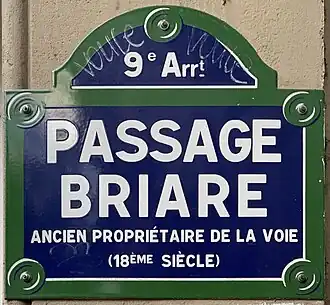 9e Arrt
PASSAGE
BRIARE
ANCIEN PROPRIÉTAIRE DE LA VOIE
(18ÈME SIÈCLE)